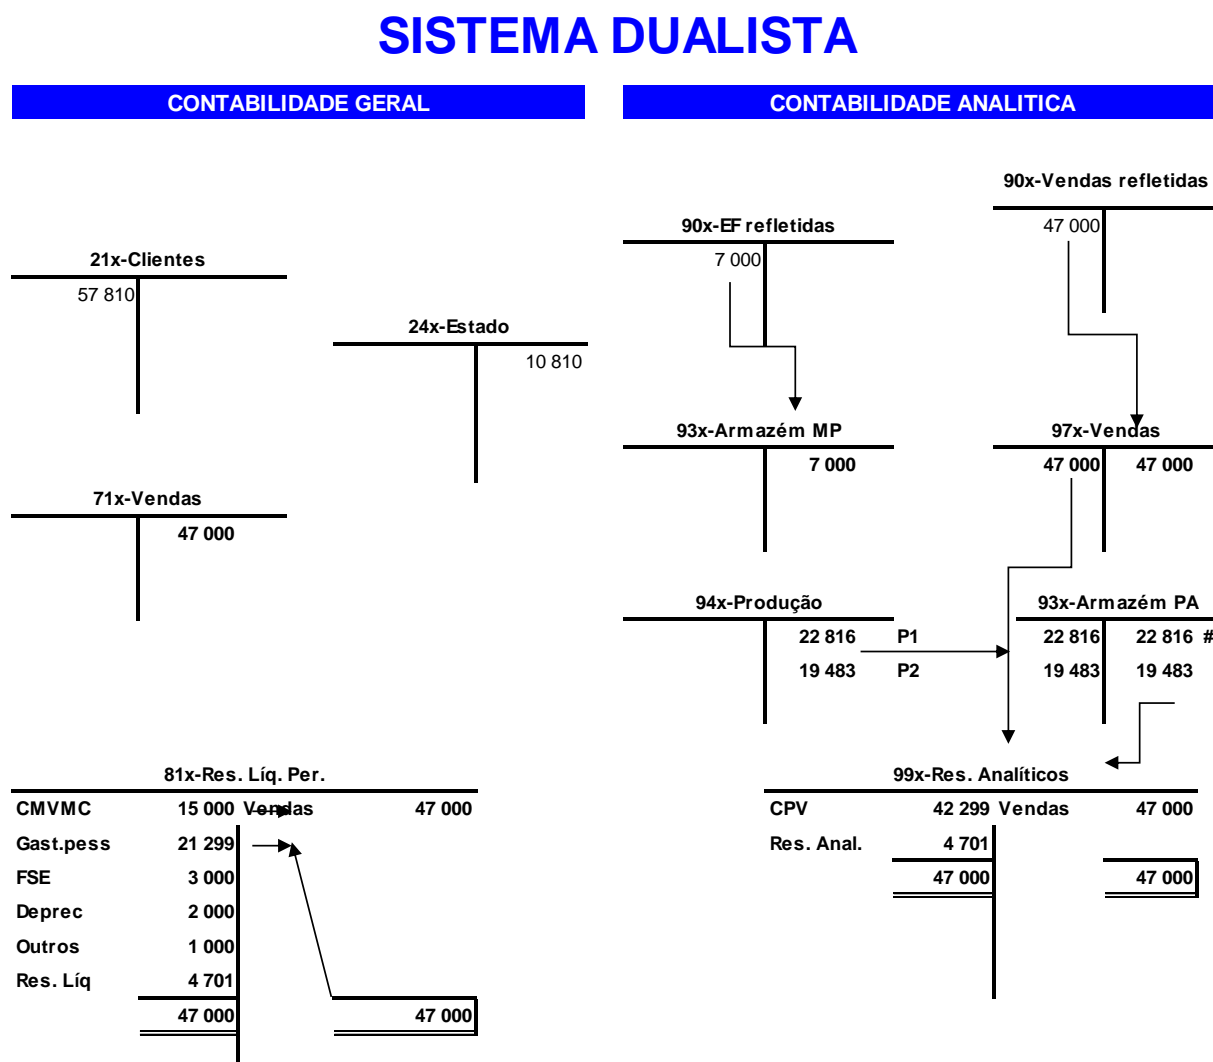 SISTEMA DUALISTA
CONTABILIDADE GERAL
CONTABILIDADE ANALITICA
90x-Vendas refletidas
47 000
90x-EF refletidas
7 000
21x-Clientes
57 810
24x-Estado
10 810
93x-Armazém MP
7 000
97x-Vendas
47 000 47 000
71x-Vendas
47 000
94x-Produção
22 816 P1
19 483 P2
93x-Armazém PA
22 816 22 816 #
19 483 19 483
81x-Res. Líq. Per.
CMVMC 15 000 Vendas 47 000
Gast.pess 21 299
FSE 3 000
Deprec 2 000
Outros 1 000
Res. Líq 4 701
47 000 47 000
99x-Res. Analíticos
CPV 42 299 Vendas 47 000
Res. Anal. 4 701
47 000 47 000